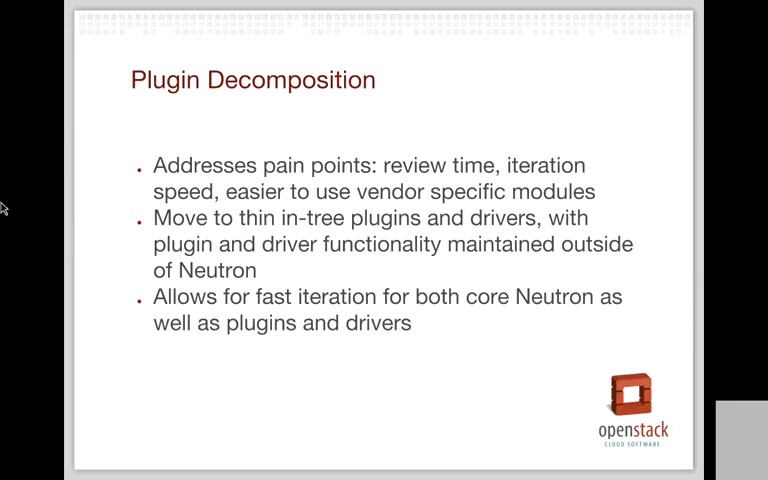 Plugin Decomposition
Addresses pain points: review time, iteration
speed, easier to use vendor specific modules
Move to thin in-tree plugins and drivers, with
plugin and driver functionality maintained outside
of Neutron
Allows for fast iteration for both core Neutron as
well as plugins and drivers
openstack
CLOUD SOFTWARE